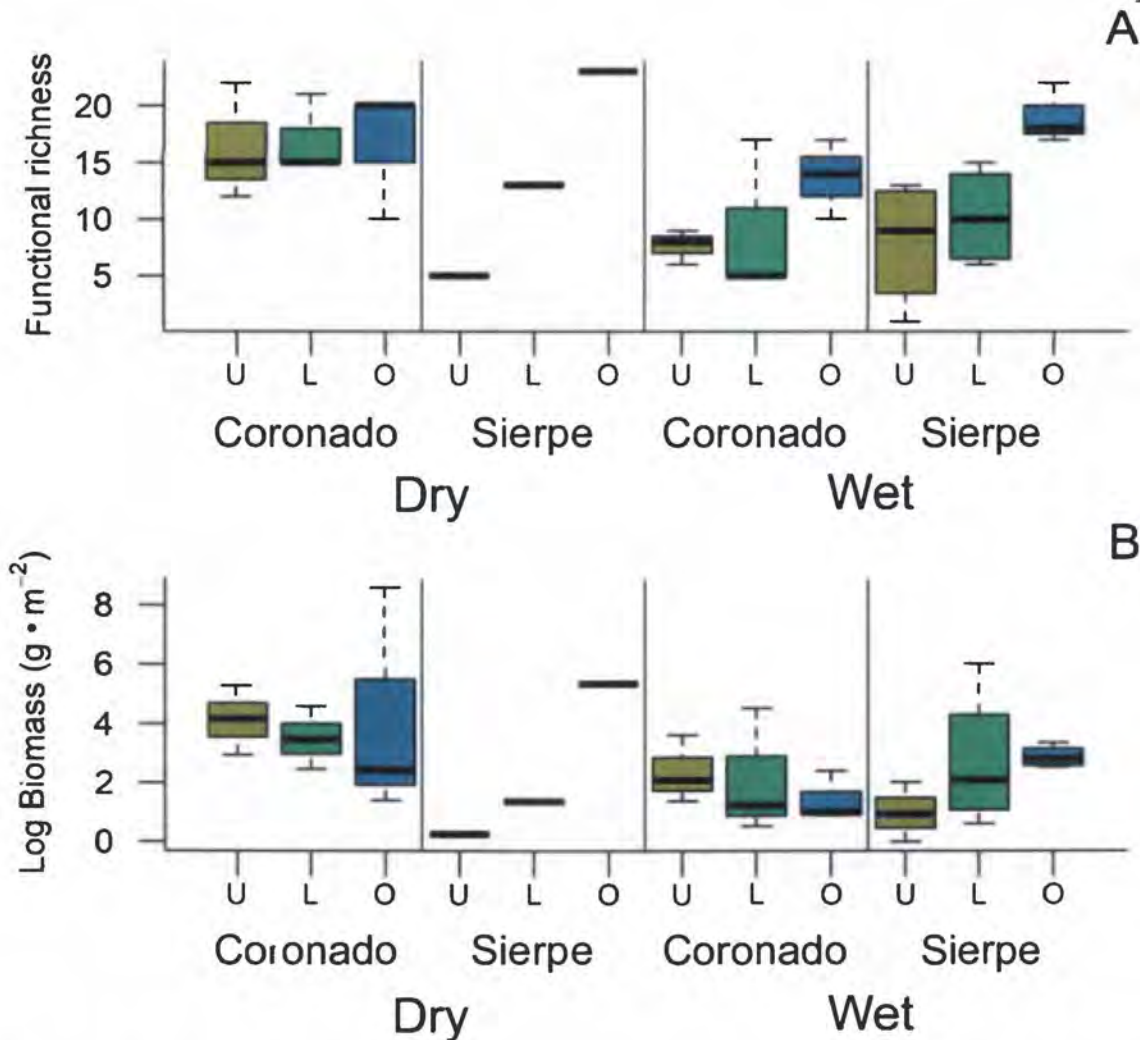 A
Functional richness
20
15
10
5
U L O U L O U L O U L O
Coronado Sierpe Coronado Sierpe
Dry Wet
B
Log Biomass (g • m⁻²)
8
6
4
2
0
U L O U L O U L O U L O
Coronado Sierpe Coronado Sierpe
Dry Wet